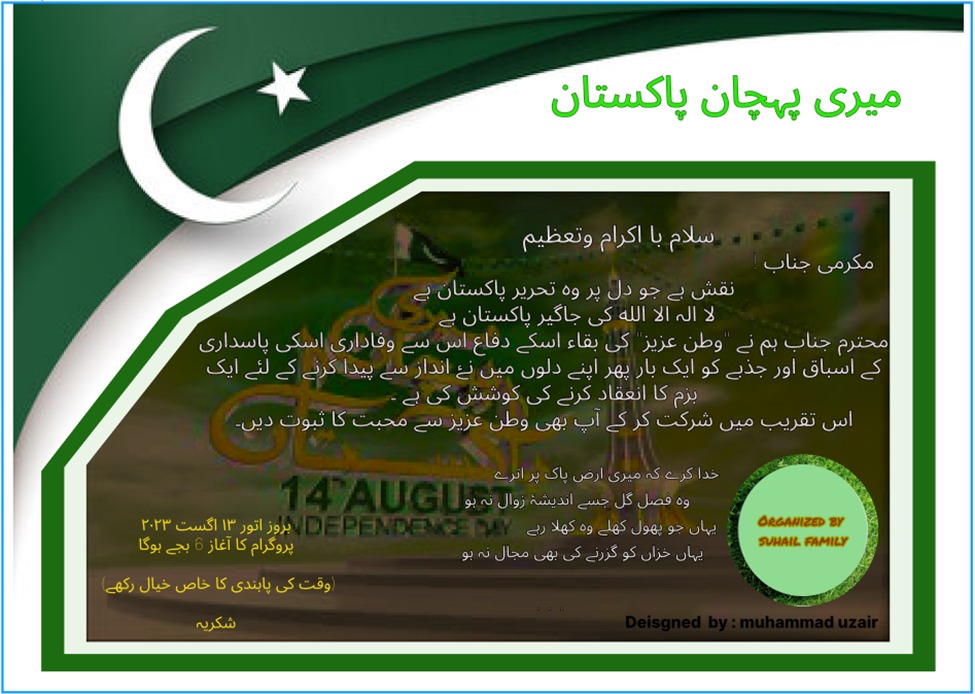 میری پہچان پاکستان
سلام با اکرام وتعظیم
مکرمی جناب !
نقش ہے جو دل پر وہ تحریر پاکستان ہے
لا الہ الا اللہ کی جاگیر پاکستان ہے
محترم جناب ہم نے "وطن عزیز" کی بقاء اسکے دفاع اس سے وفاداری اسکی پاسداری
کے اسباق اور جذبے کو ایک بار پھر اپنے دلوں میں نۓ انداز سے پیدا کرنے کے لئے ایک
بزم کا انعقاد کرنے کی کوشش کی ہے ۔
اس تقریب میں شرکت کر کے آپ بھی وطن عزیز سے محبت کا ثبوت دیں۔
خدا کرے کہ میری ارض پاک پر اترے
وہ فصل گل جسے اندیشۂ زوال نہ ہو
یہاں جو پھول کھلے وہ کھلا رہے
یہاں خزاں کو گزرنے کی بھی مجال نہ ہو
. . .
14TH AUGUST
INDEPENDENCE DAY
بروز اتور ۱۳ اگست ۲۰۲۳
پروگرام کا آغاز 6 بجے ہوگا
(وقت کی پابندی کا خاص خیال رکھے)
شکریہ
Organized by
suhail family
Deisgned by : muhammad uzair